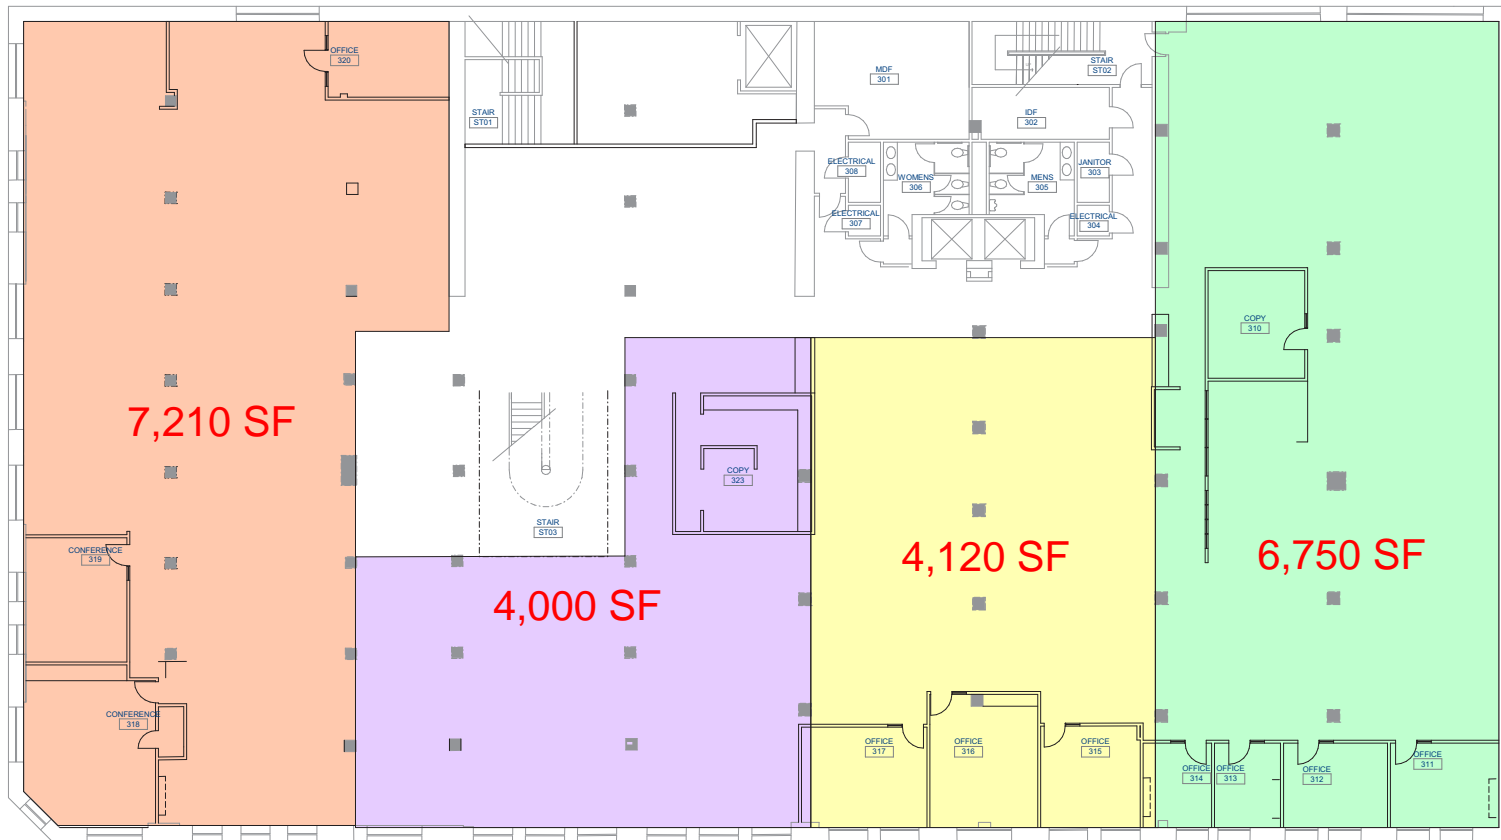 OFFICE
320
STAIR
ST01
MDF
301
STAIR
ST02
IDF
302
ELECTRICAL
308
WOMENS
306
MENS
305
JANITOR
303
ELECTRICAL
307
ELECTRICAL
304
COPY
310
7,210 SF
COPY
323
STAIR
ST03
CONFERENCE
319
4,000 SF
4,120 SF
6,750 SF
CONFERENCE
318
OFFICE
317
OFFICE
316
OFFICE
315
OFFICE
314
OFFICE
313
OFFICE
312
OFFICE
311